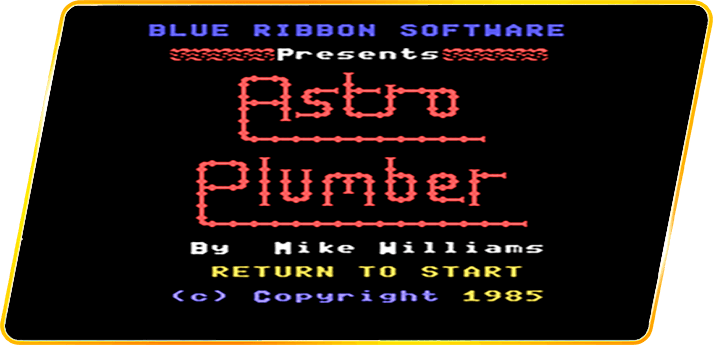 BLUE RIBBON SOFTWARE
Presents
Astro
Plumber
By Mike Williams
RETURN TO START
(c) Copyright 1985